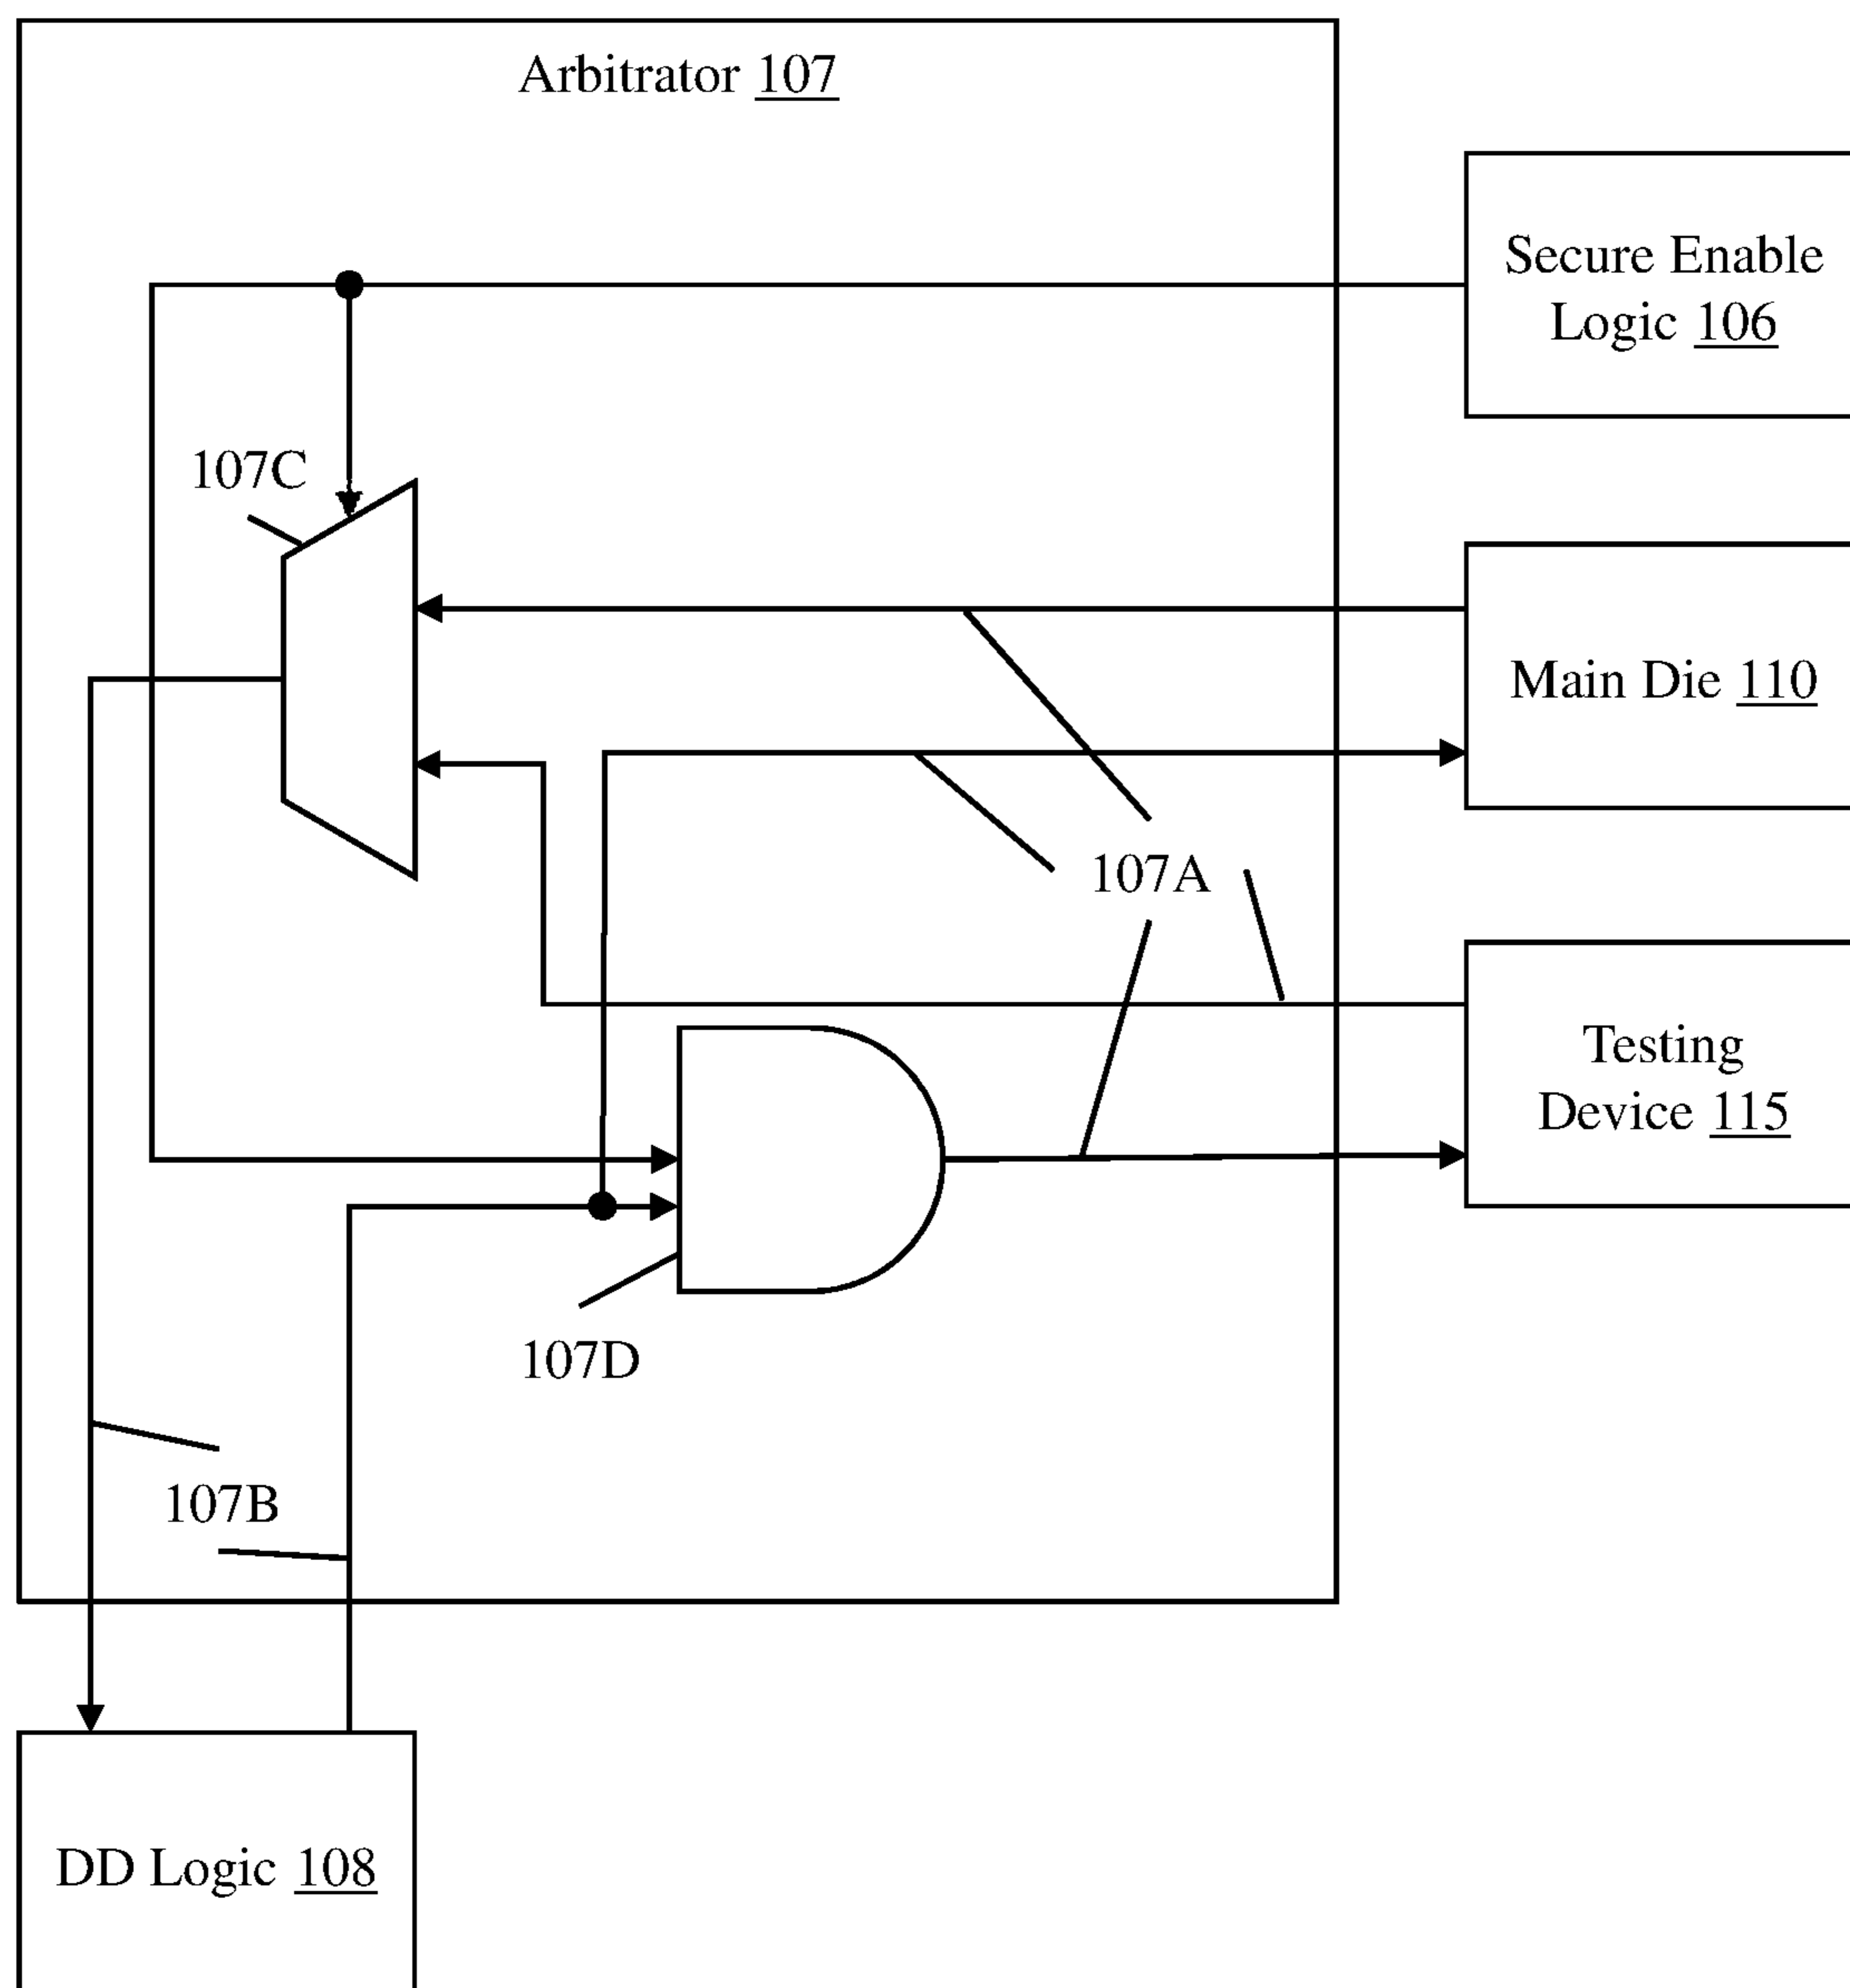 Arbitrator 107
Secure Enable
Logic 106
107C
Main Die 110
107A
Testing
Device 115
107D
107B
DD Logic 108